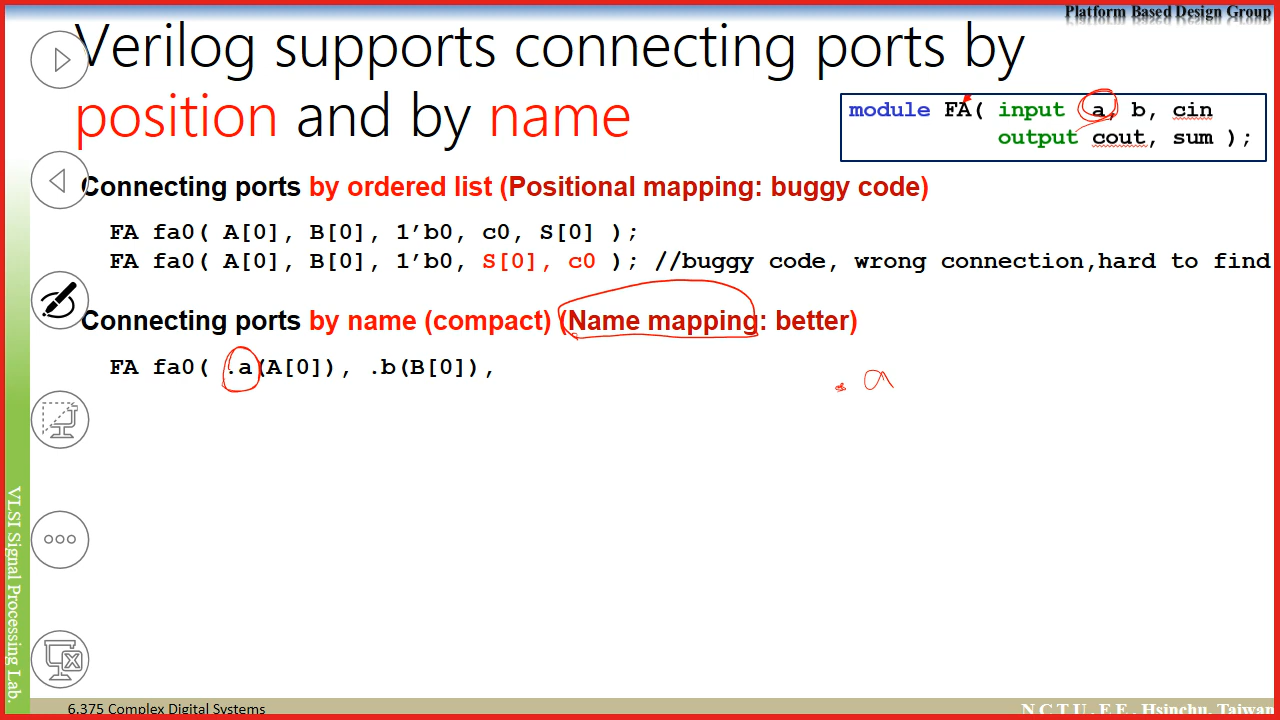 Platform Based Design Group
Verilog supports connecting ports by
position and by name
module FA( input a, b, cin
output cout, sum );
Connecting ports by ordered list (Positional mapping: buggy code)
FA fa0( A[0], B[0], 1’b0, c0, S[0] );
FA fa0( A[0], B[0], 1’b0, S[0], c0 ); //buggy code, wrong connection,hard to find
Connecting ports by name (compact) (Name mapping: better)
FA fa0( .a(A[0]), .b(B[0]),
. a
VLSI Signal Processing Lab.
6.375 Complex Digital Systems
N C T U . E E , Hsinchu, Taiwan